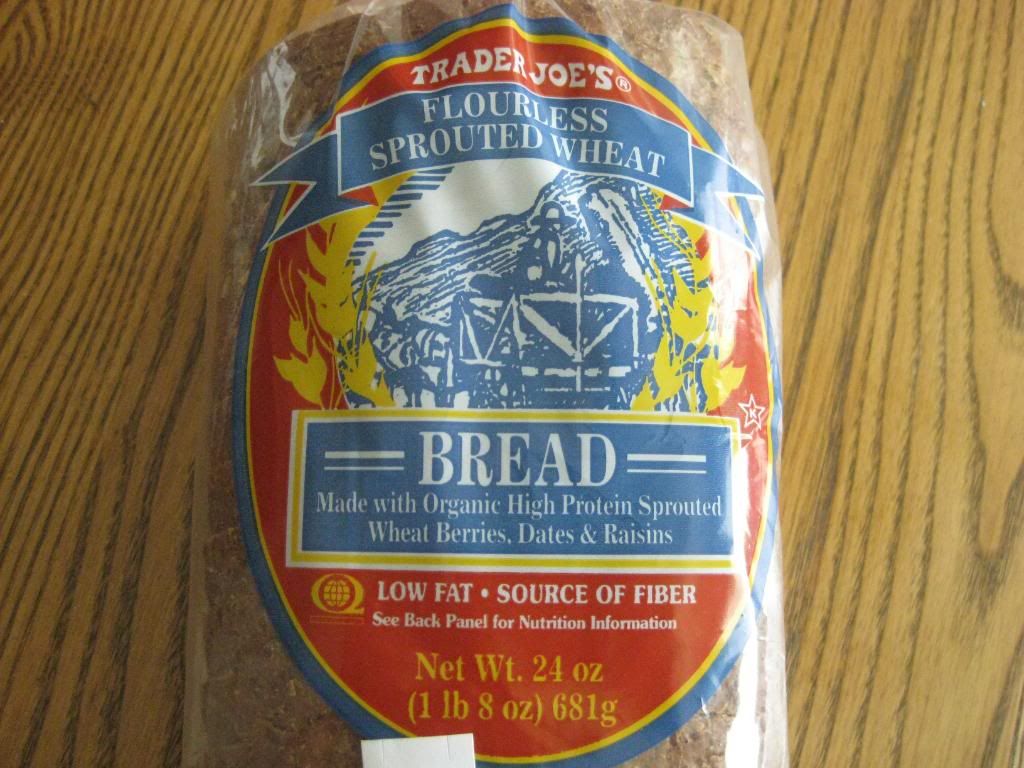 TRADER JOE'S®
FLOURLESS
SPROUTED WHEAT
K
BREAD
Made with Organic High Protein Sprouted
Wheat Berries, Dates & Raisins
Q
LOW FAT • SOURCE OF FIBER
See Back Panel for Nutrition Information
Net Wt. 24 oz
(1 lb 8 oz) 681g